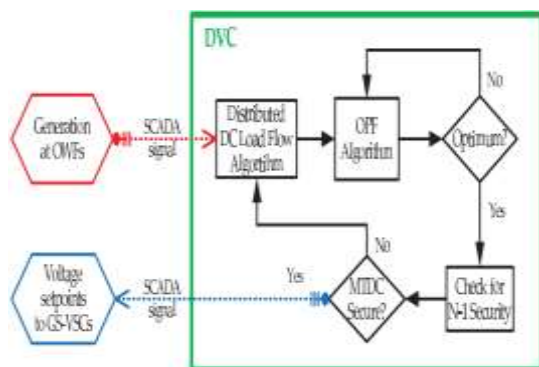 DVC
No
Generation
at OWFs
SCADA
signal
Distributed
DC Load Flow
Algorithm
OPF
Algorithm
Optimum?
Yes
No
Voltage
setpoints
to GS-VSCs
SCADA
signal
Yes
MTDC
Secure?
Check for
N-1 Security